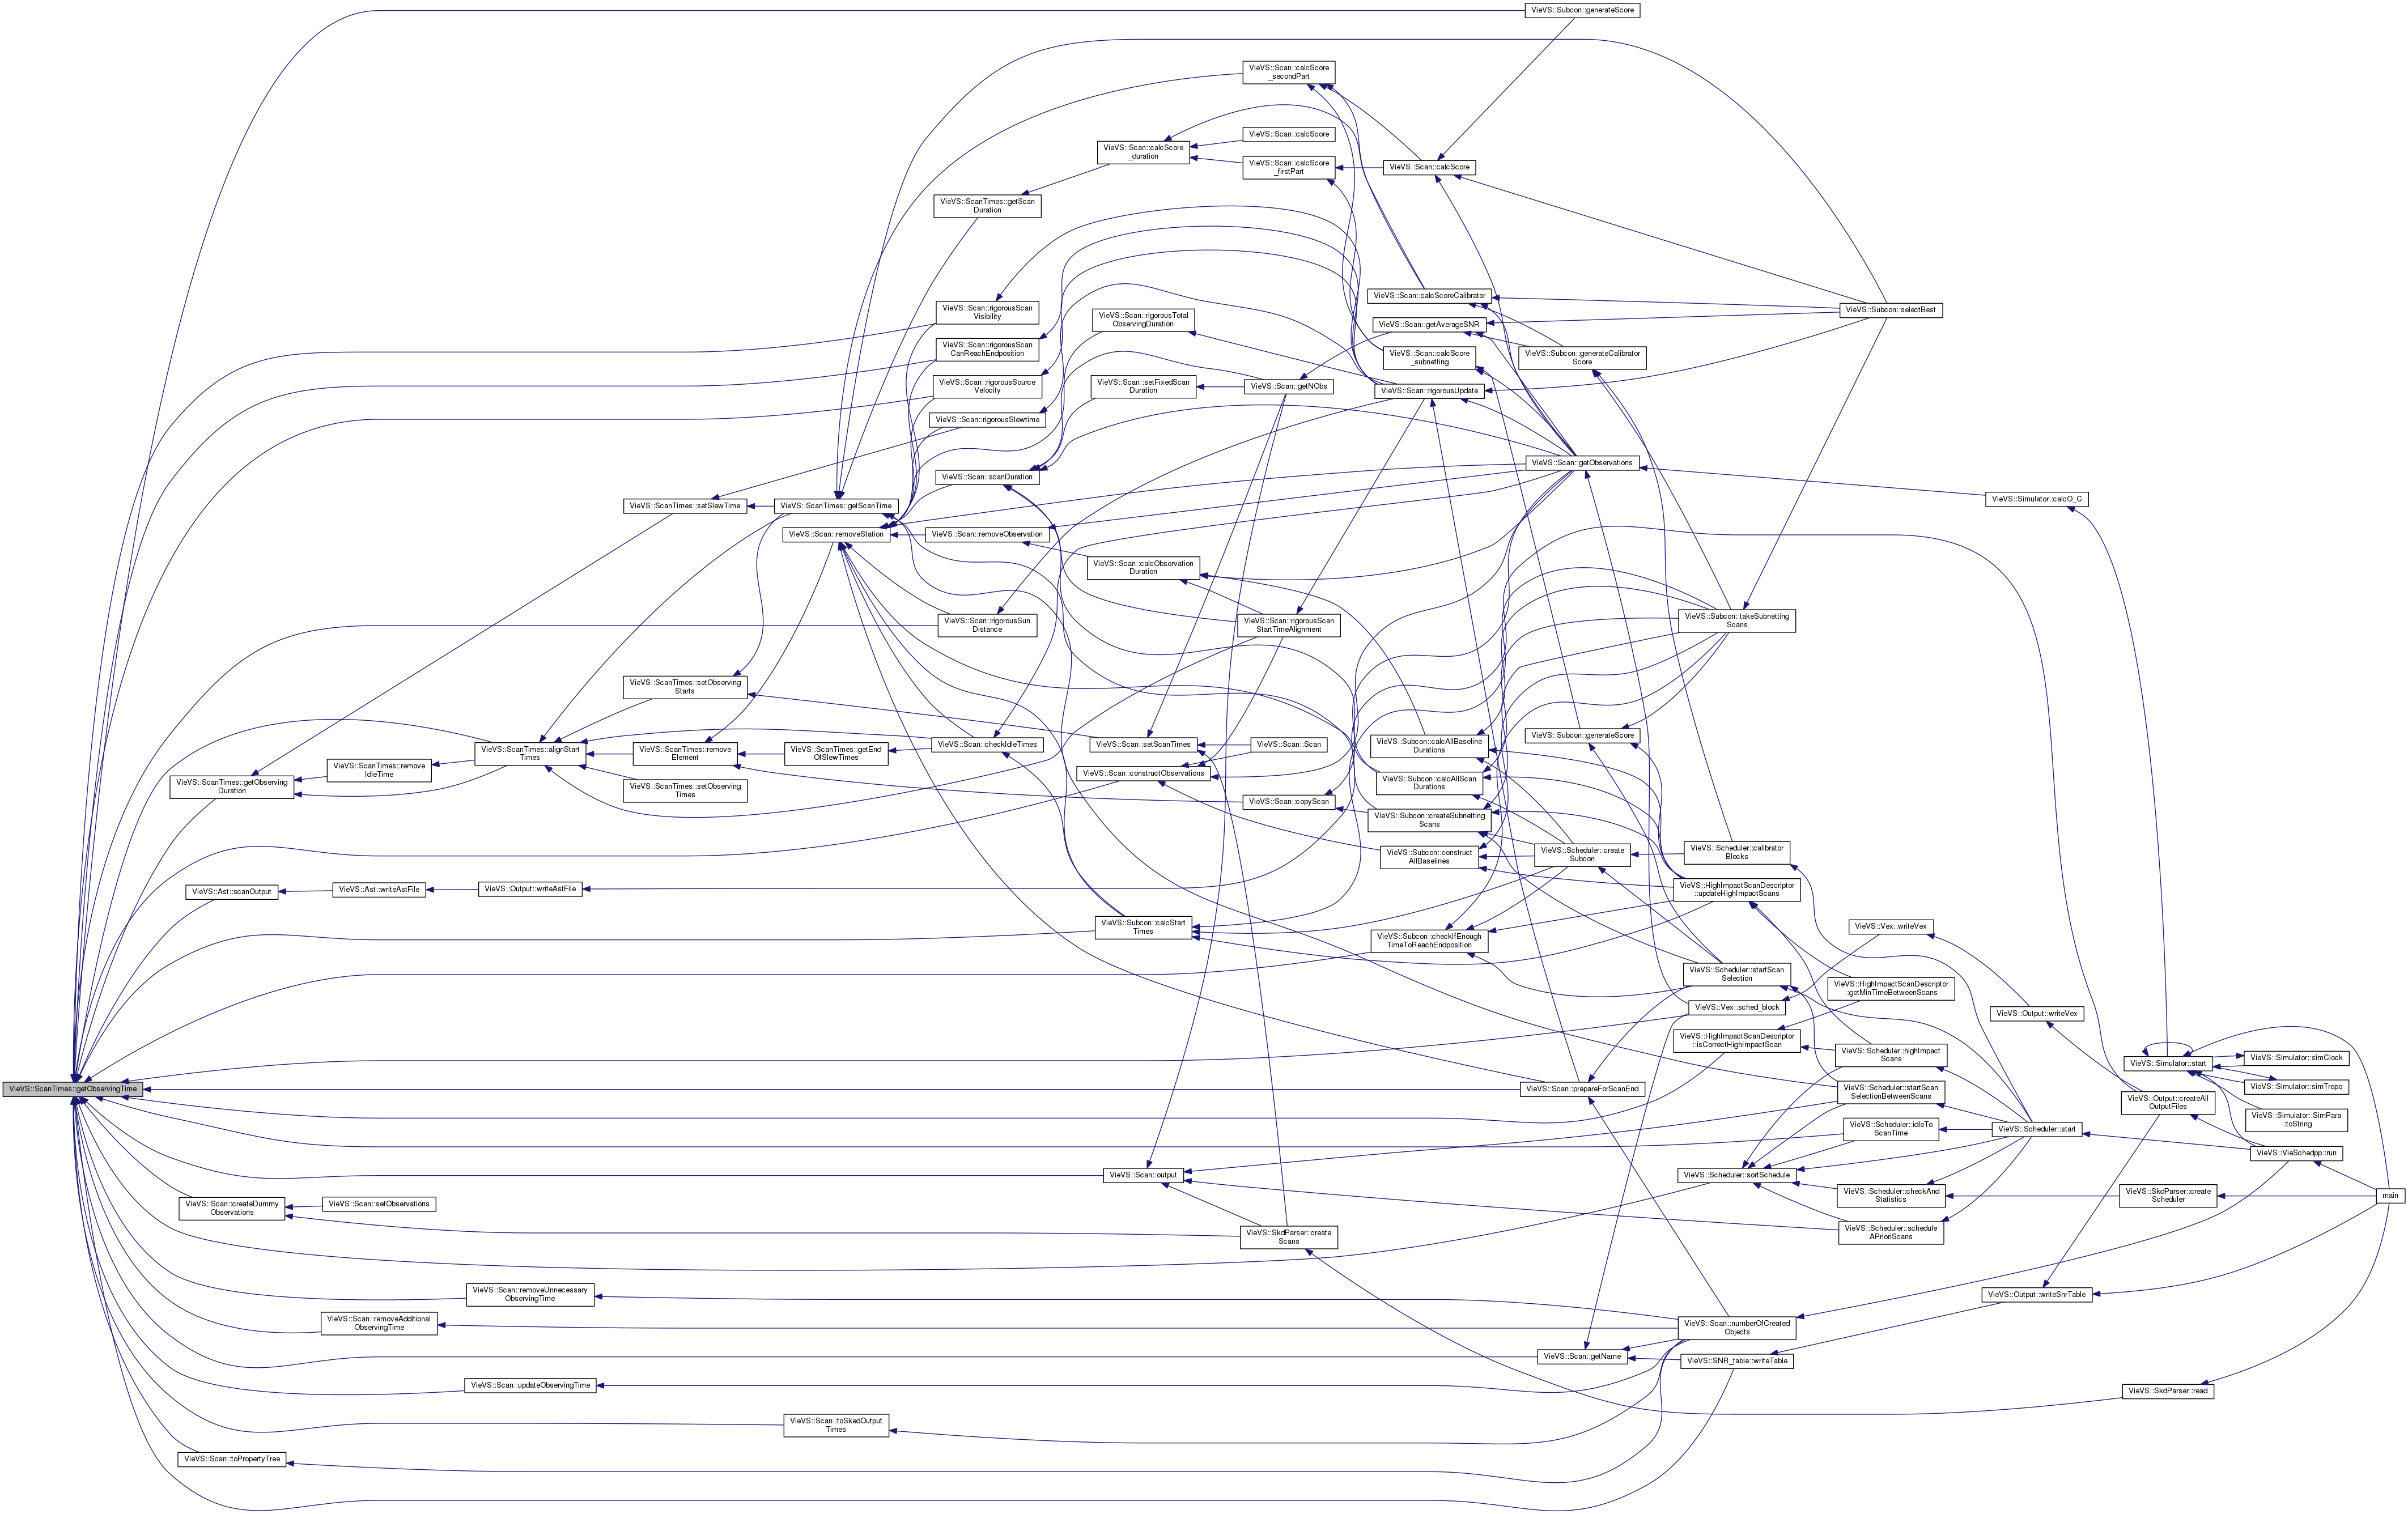 VieVS::Subcon::generateScore
VieVS::Scan::calcScore
_secondPart
VieVS::Scan::calcScore
_duration
VieVS::Scan::calcScore
VieVS::Scan::calcScore
_firstPart
VieVS::Scan::calcScore
VieVS::ScanTimes::getScan
Duration
VieVS::Scan::rigorousScan
Visibility
VieVS::Scan::calcScoreCalibrator
VieVS::Subcon::selectBest
VieVS::Scan::rigorousTotal
ObservingDuration
VieVS::Scan::getAverageSNR
VieVS::Scan::rigorousScan
CanReachEndposition
VieVS::Scan::calcScore
_subnetting
VieVS::Subcon::generateCalibrator
Score
VieVS::Scan::rigorousSource
Velocity
VieVS::Scan::setFixedScan
Duration
VieVS::Scan::getNObs
VieVS::Scan::rigorousUpdate
VieVS::Scan::rigorousSlewtime
VieVS::Scan::getObservations
VieVS::Scan::scanDuration
VieVS::Simulator::calcO_C
VieVS::ScanTimes::setSlewTime
VieVS::ScanTimes::getScanTime
VieVS::Scan::removeStation
VieVS::Scan::removeObservation
VieVS::Scan::calcObservation
Duration
VieVS::Scan::rigorousSun
Distance
VieVS::Scan::rigorousScan
StartTimeAlignment
VieVS::Subcon::takeSubnetting
Scans
VieVS::ScanTimes::setObserving
Starts
VieVS::Subcon::generateScore
VieVS::ScanTimes::alignStart
Times
VieVS::ScanTimes::remove
Element
VieVS::ScanTimes::getEnd
OfSlewTimes
VieVS::Scan::checkIdleTimes
VieVS::Scan::setScanTimes
VieVS::Scan::Scan
VieVS::Subcon::calcAllBaseline
Durations
VieVS::ScanTimes::remove
IdleTime
VieVS::Scan::constructObservations
VieVS::ScanTimes::getObserving
Duration
VieVS::ScanTimes::setObserving
Times
VieVS::Subcon::calcAllScan
Durations
VieVS::Scan::copyScan
VieVS::Subcon::createSubnetting
Scans
VieVS::Subcon::construct
AllBaselines
VieVS::Scheduler::create
Subcon
VieVS::Scheduler::calibrator
Blocks
VieVS::Ast::scanOutput
VieVS::Ast::writeAstFile
VieVS::Output::writeAstFile
VieVS::HighImpactScanDescriptor
::updateHighImpactScans
VieVS::Subcon::calcStart
Times
VieVS::Subcon::checkIfEnough
TimeToReachEndposition
VieVS::Vex::writeVex
VieVS::Scheduler::startScan
Selection
VieVS::HighImpactScanDescriptor
::getMinTimeBetweenScans
VieVS::Vex::sched_block
VieVS::Output::writeVex
VieVS::HighImpactScanDescriptor
::isCorrectHighImpactScan
VieVS::Scheduler::highImpact
Scans
VieVS::Simulator::start
VieVS::Simulator::simClock
VieVS::ScanTimes::getObservingTime
VieVS::Scan::prepareForScanEnd
VieVS::Scheduler::startScan
SelectionBetweenScans
VieVS::Simulator::simTropo
VieVS::Output::createAll
OutputFiles
VieVS::Simulator::SimPara
::toString
VieVS::Scheduler::idleTo
ScanTime
VieVS::Scheduler::start
VieVS::VieSchedpp::run
VieVS::Scan::output
VieVS::Scheduler::sortSchedule
VieVS::Scheduler::checkAnd
Statistics
VieVS::SkdParser::create
Scheduler
main
VieVS::Scan::createDummy
Observations
VieVS::Scan::setObservations
VieVS::SkdParser::create
Scans
VieVS::Scheduler::schedule
APrioriScans
VieVS::Scan::removeUnnecessary
ObservingTime
VieVS::Output::writeSnrTable
VieVS::Scan::removeAdditional
ObservingTime
VieVS::Scan::numberOfCreated
Objects
VieVS::Scan::getName
VieVS::SNR_table::writeTable
VieVS::Scan::updateObservingTime
VieVS::SkdParser::read
VieVS::Scan::toSkedOutput
Times
VieVS::Scan::toPropertyTree